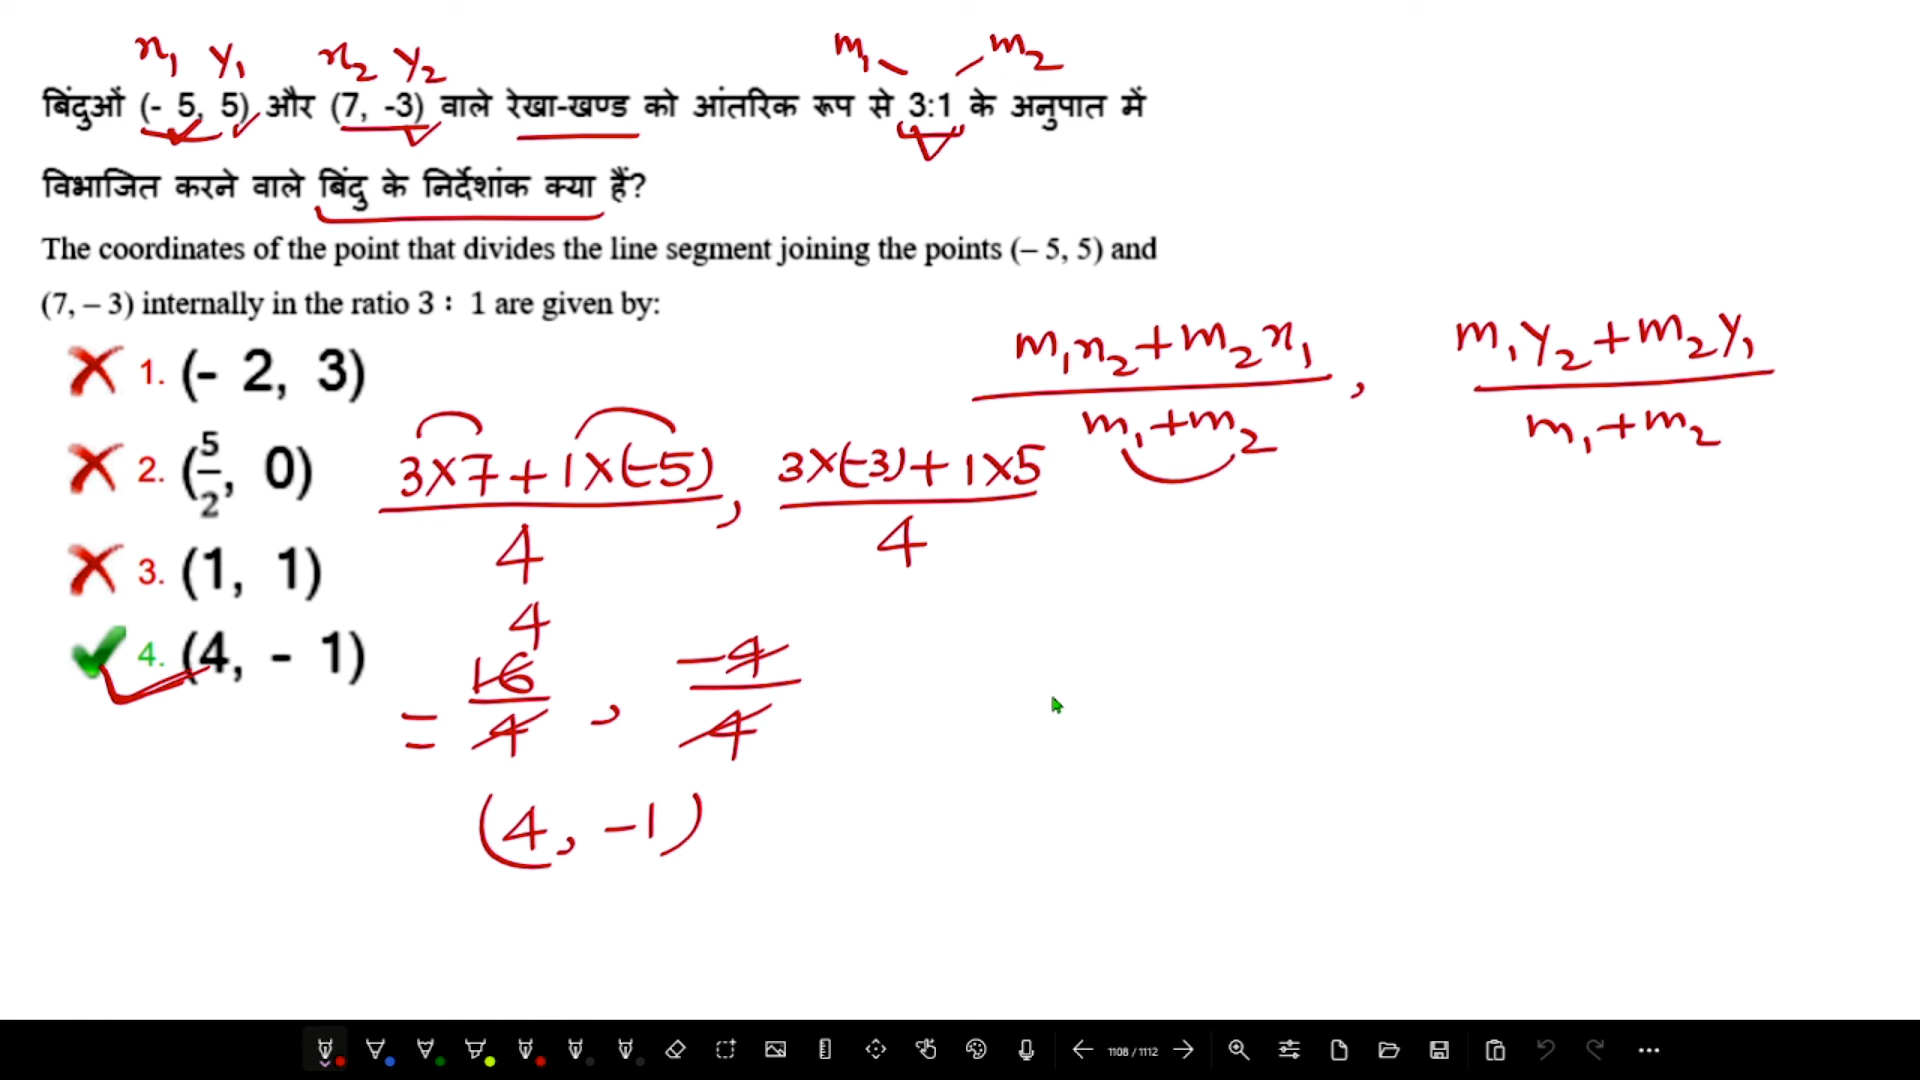 x₁ y₁ x₂ y₂ m₁ m₂
बिंदुओं (- 5, 5) और (7, -3) वाले रेखा-खण्ड को आंतरिक रूप से 3:1 के अनुपात में
विभाजित करने वाले बिंदु के निर्देशांक क्या हैं?
The coordinates of the point that divides the line segment joining the points (– 5, 5) and
(7, – 3) internally in the ratio 3 : 1 are given by:
m₁x₂+m₂x₁ , m₁y₂+m₂y₁
m₁+m₂ m₁+m₂
1. (- 2, 3)
2. (5/2, 0)
3×7+1×(-5) , 3×(-3)+1×5
4 4
3. (1, 1)
4. (4, - 1)
4
= 16/4 , -4/4
(4, -1)
1108 / 1112